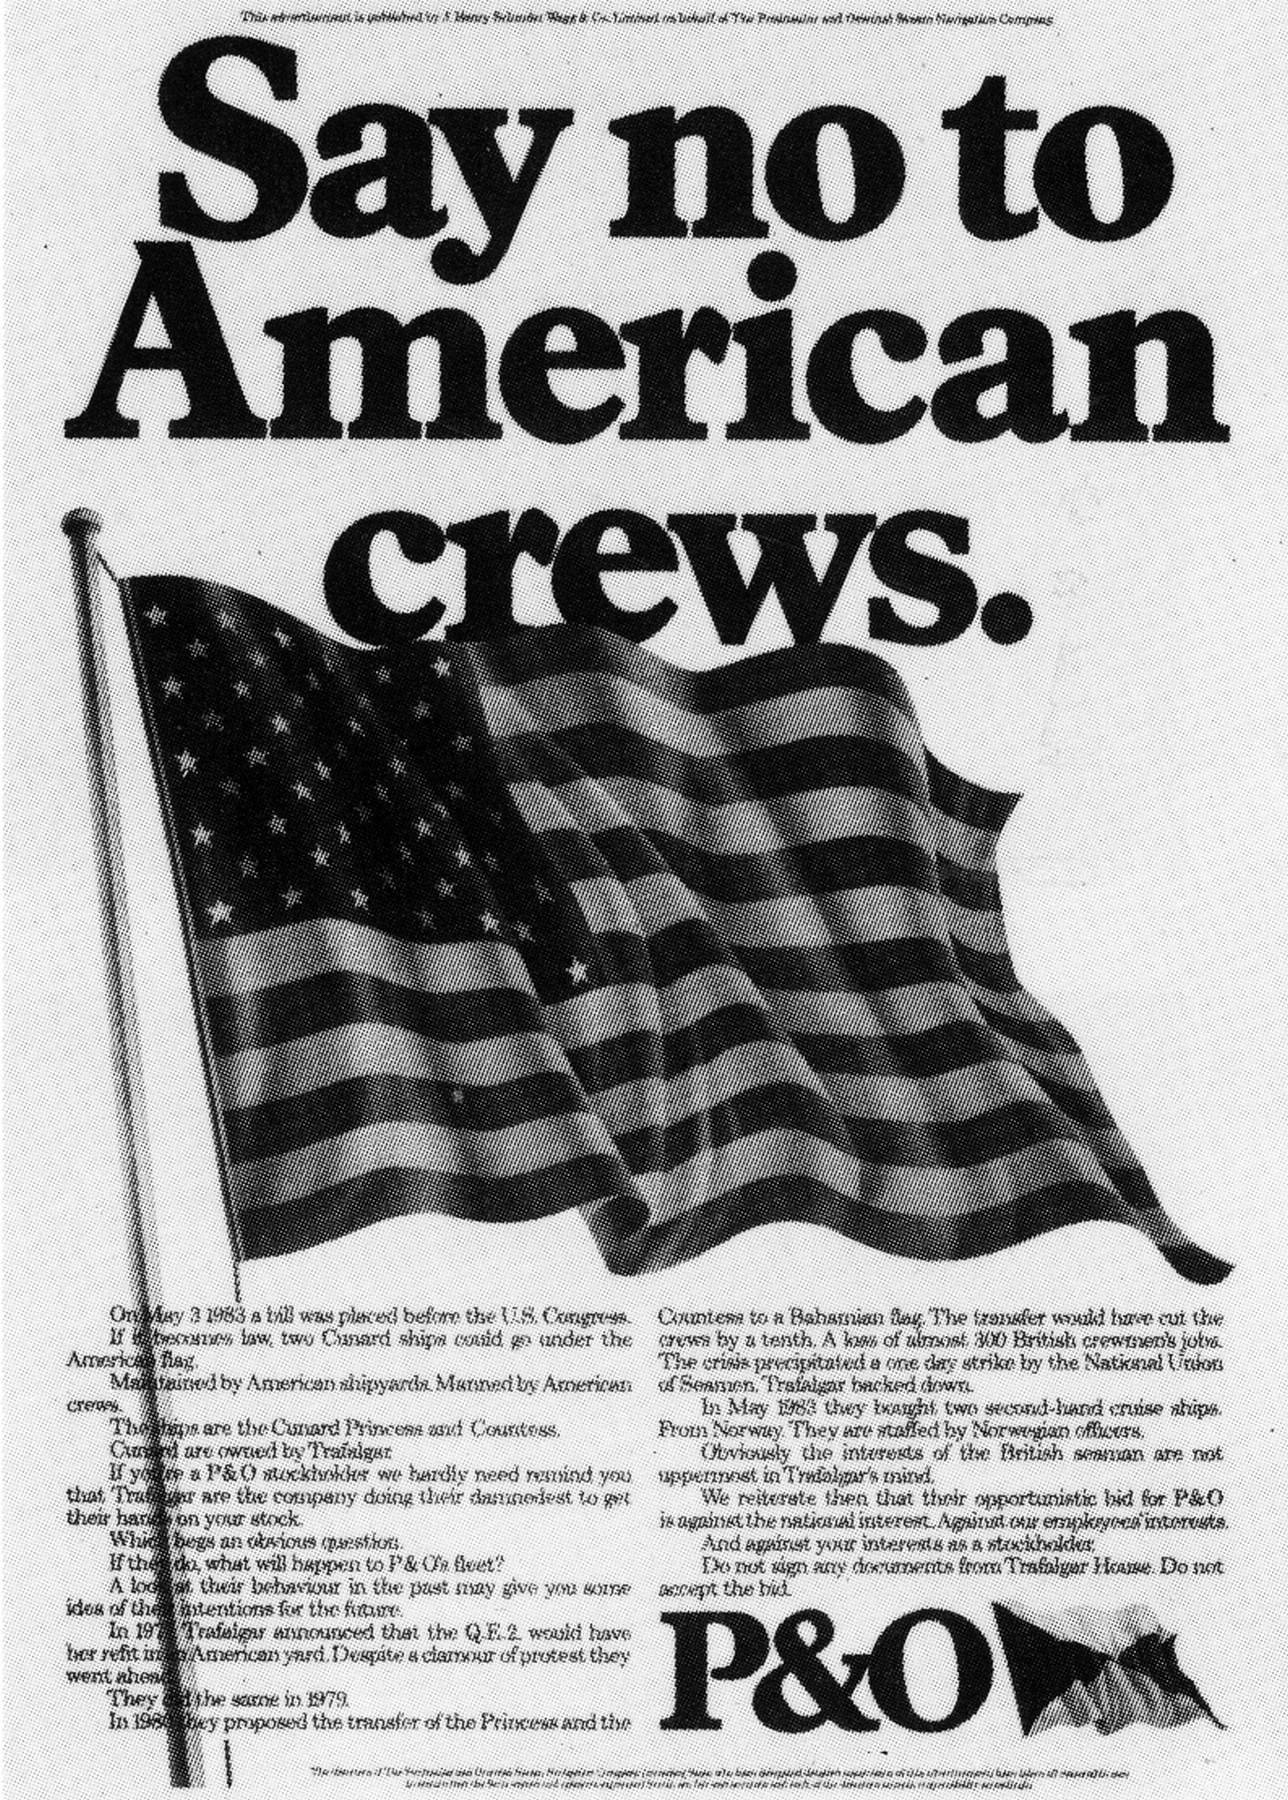 This advertisement is published by J. Henry Schroder Wagg & Co. Limited on behalf of The Peninsular and Oriental Steam Navigation Company
Say no to
American
crews.
On May 3 1983 a bill was placed before the U.S. Congress.
If it becomes law, two Cunard ships could go under the
American flag.
Maintained by American shipyards. Manned by American
crews.
The ships are the Cunard Princess and Countess.
Cunard are owned by Trafalgar.
If you're a P&O stockholder we hardly need remind you
that Trafalgar are the company doing their damnedest to get
their hands on your stock.
Which begs an obvious question.
If they do, what will happen to P&O's fleet?
A look at their behaviour in the past may give you some
idea of their intentions for the future.
In 197 Trafalgar announced that the Q.E.2. would have
her refit in an American yard. Despite a clamour of protest they
went ahead.
They did the same in 1979.
In 198 they proposed the transfer of the Princess and the
Countess to a Bahamian flag. The transfer would have cut the
crews by a tenth. A loss of almost 300 British crewmen's jobs.
The crisis precipitated a one day strike by the National Union
of Seamen. Trafalgar backed down.
In May 1983 they bought two second-hand cruise ships.
From Norway. They are staffed by Norwegian officers.
Obviously the interests of the British seaman are not
uppermost in Trafalgar's mind.
We reiterate then that their opportunistic bid for P&O
is against the national interest. Against our employees' interests.
And against your interests as a stockholder.
Do not sign any documents from Trafalgar House. Do not
accept the bid.
P&O